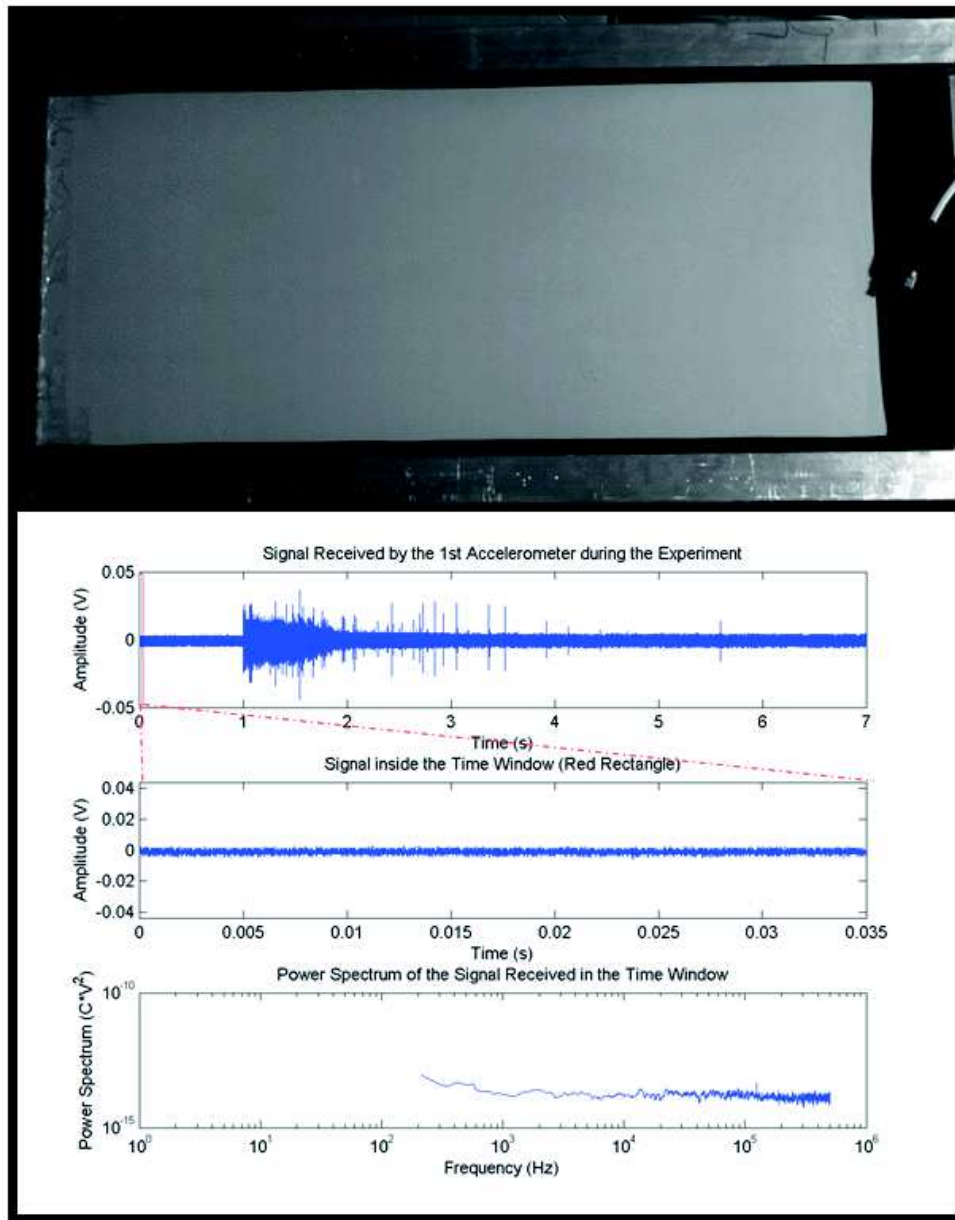 Signal Received by the 1st Accelerometer during the Experiment
Amplitude (V)
0.05
0
-0.05
0 1 2 3 4 5 6 7
Time (s)
Signal inside the Time Window (Red Rectangle)
Amplitude (V)
0.04
0.02
0
-0.02
-0.04
0 0.005 0.01 0.015 0.02 0.025 0.03 0.035
Time (s)
Power Spectrum of the Signal Received in the Time Window
Power Spectrum (C*V²)
10⁻¹⁰
10⁻¹⁵
10⁰ 10¹ 10² 10³ 10⁴ 10⁵ 10⁶
Frequency (Hz)